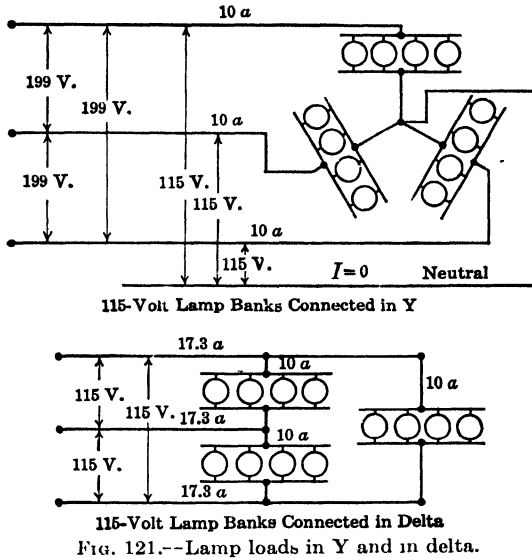 10 a
199 V.
199 V.
10 a
199 V.
115 V.
115 V.
10 a
115 V.
I=0 Neutral
115-Volt Lamp Banks Connected in Y
17.3 a
10 a
10 a
115 V.
115 V.
17.3 a
10 a
115 V.
17.3 a
115-Volt Lamp Banks Connected in Delta
FIG. 121.--Lamp loads in Y and in delta.